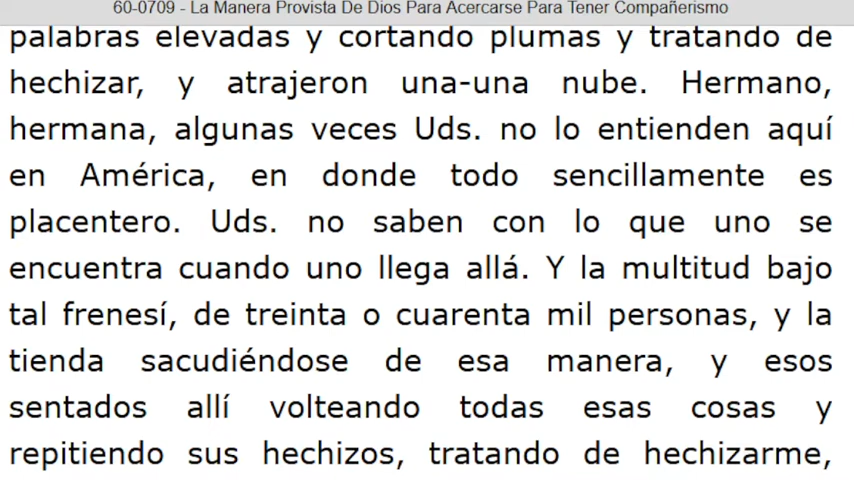 60-0709 - La Manera Provista De Dios Para Acercarse Para Tener Compañerismo
palabras elevadas y cortando plumas y tratando de
hechizar, y atrajeron una-una nube. Hermano,
hermana, algunas veces Uds. no lo entienden aquí
en América, en donde todo sencillamente es
placentero. Uds. no saben con lo que uno se
encuentra cuando uno llega allá. Y la multitud bajo
tal frenesí, de treinta o cuarenta mil personas, y la
tienda sacudiéndose de esa manera, y esos
sentados allí volteando todas esas cosas y
repitiendo sus hechizos, tratando de hechizarme,